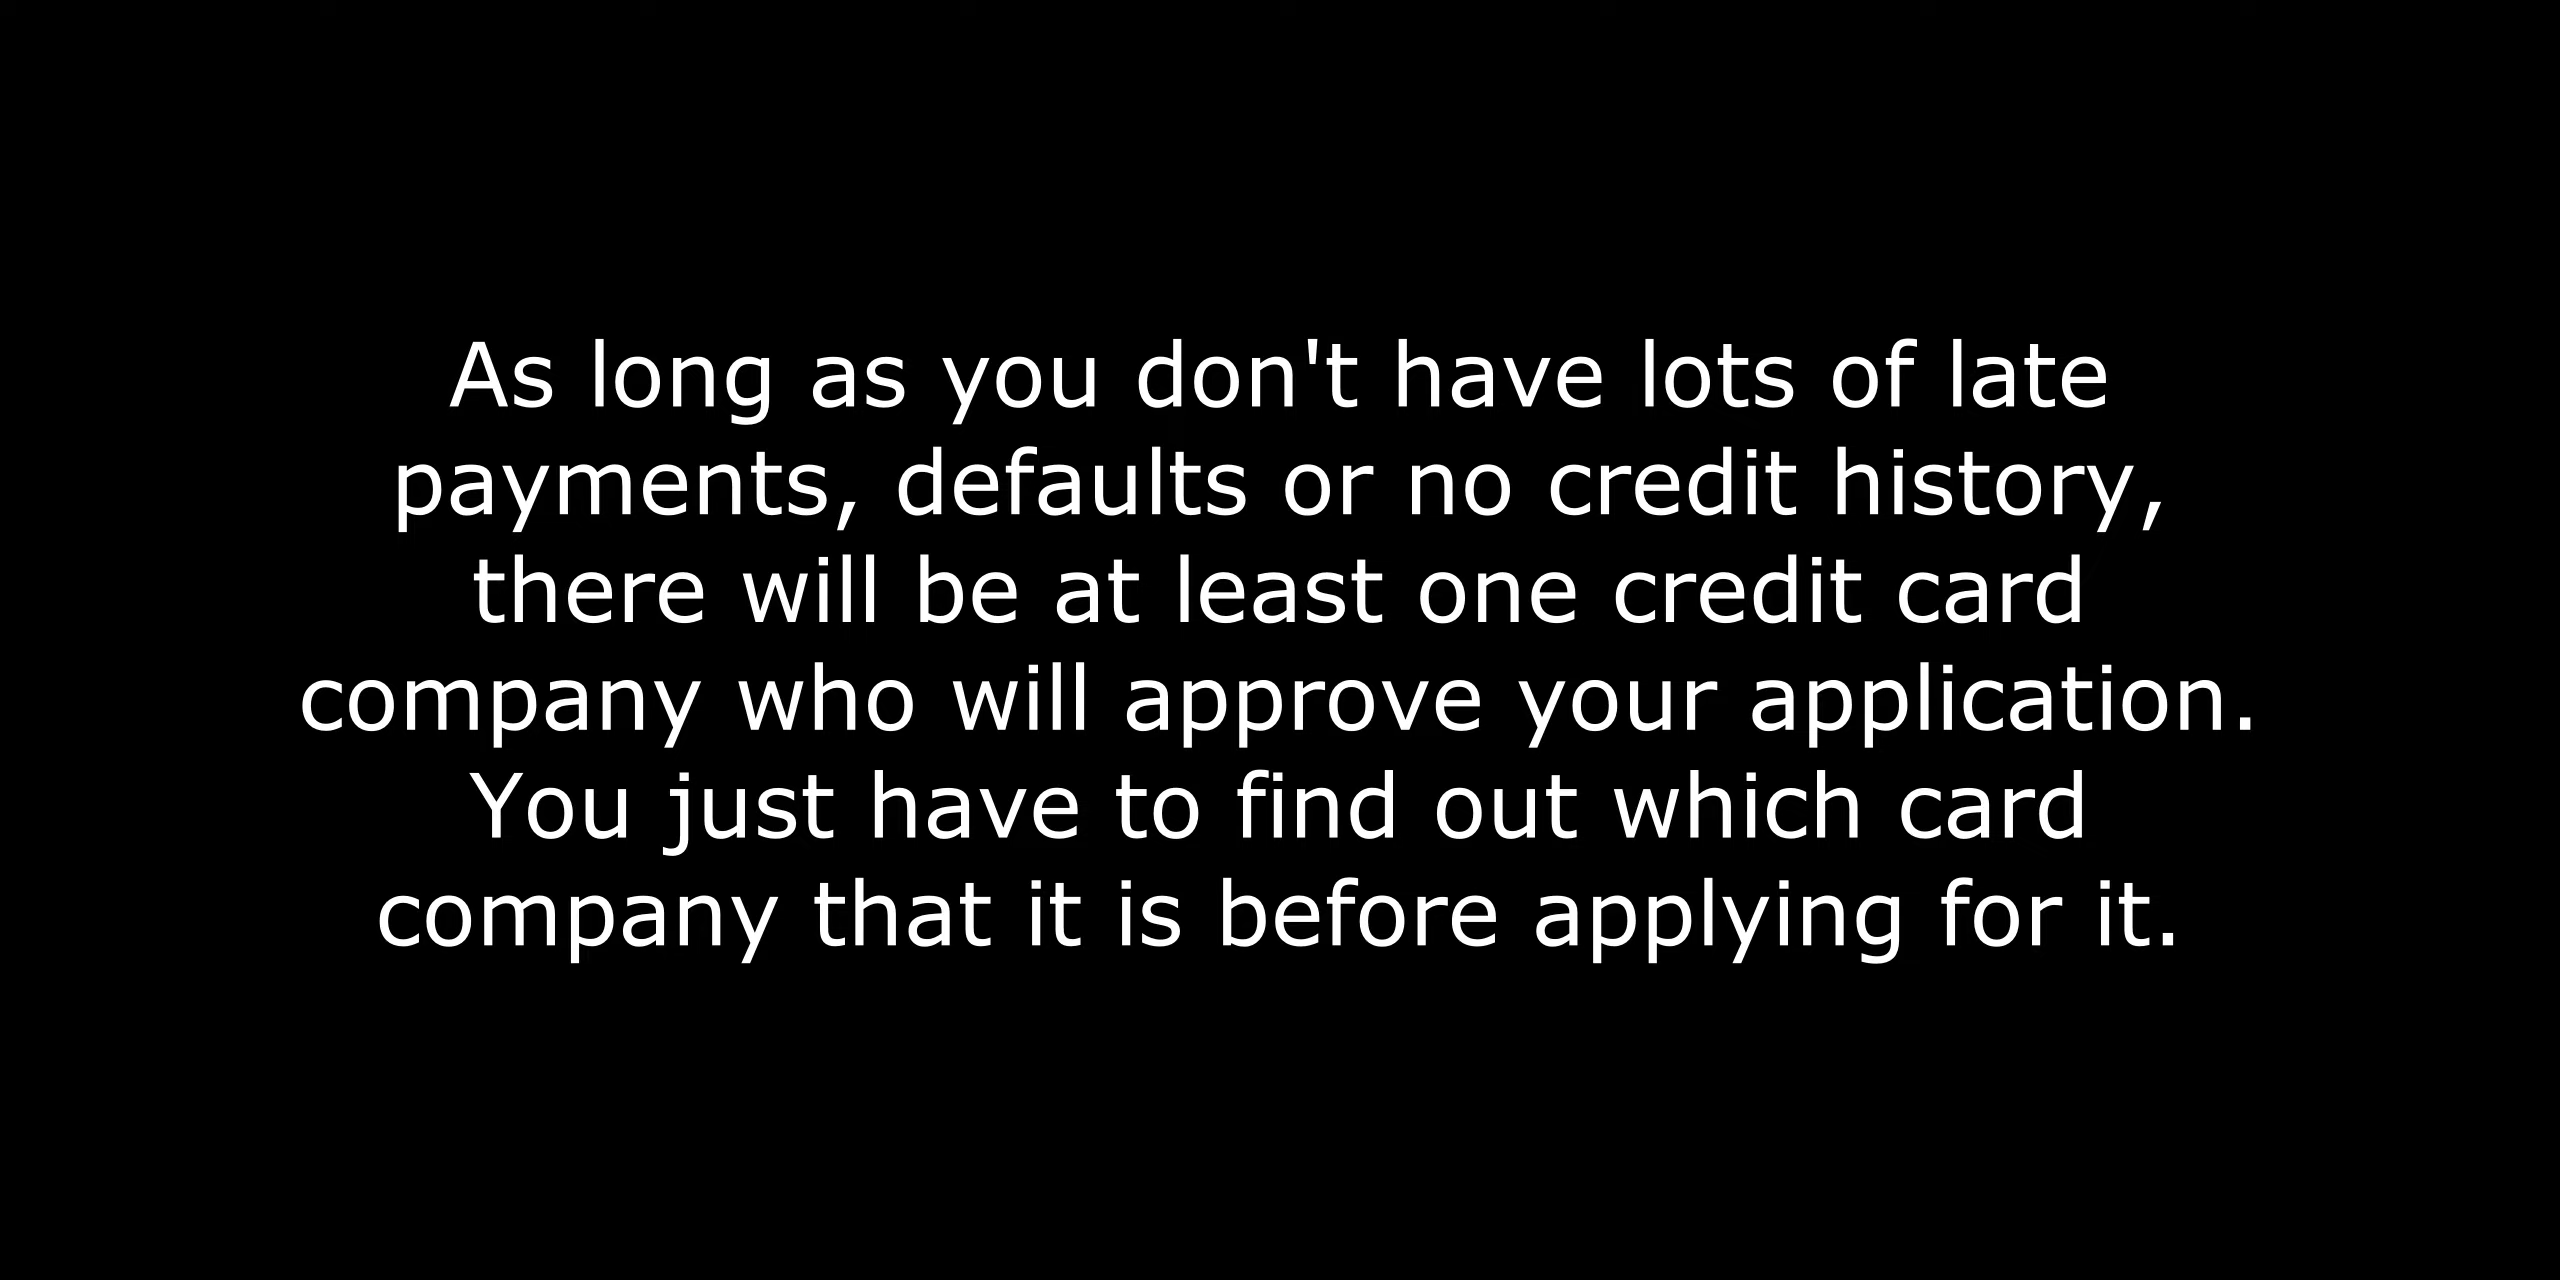 As long as you don't have lots of late
payments, defaults or no credit history,
there will be at least one credit card
company who will approve your application.
You just have to find out which card
company that it is before applying for it.